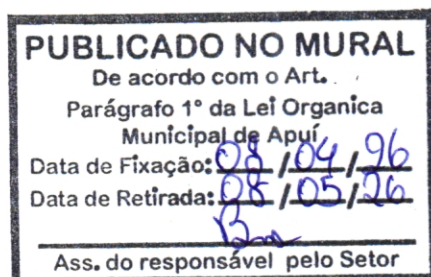 PUBLICADO NO MURAL
De acordo com o Art.
Parágrafo 1° da Lei Organica
Municipal de Apuí
Data de Fixação: 08 / 04 / 96
Data de Retirada: 08 / 05 / 26
Ass. do responsável pelo Setor